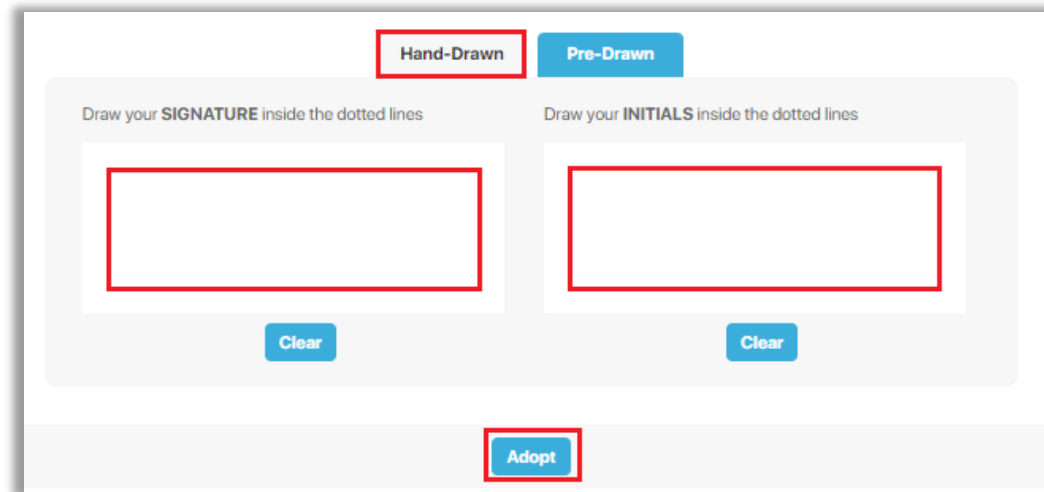 Hand-Drawn Pre-Drawn
Draw your SIGNATURE inside the dotted lines Draw your INITIALS inside the dotted lines
Clear Clear
Adopt